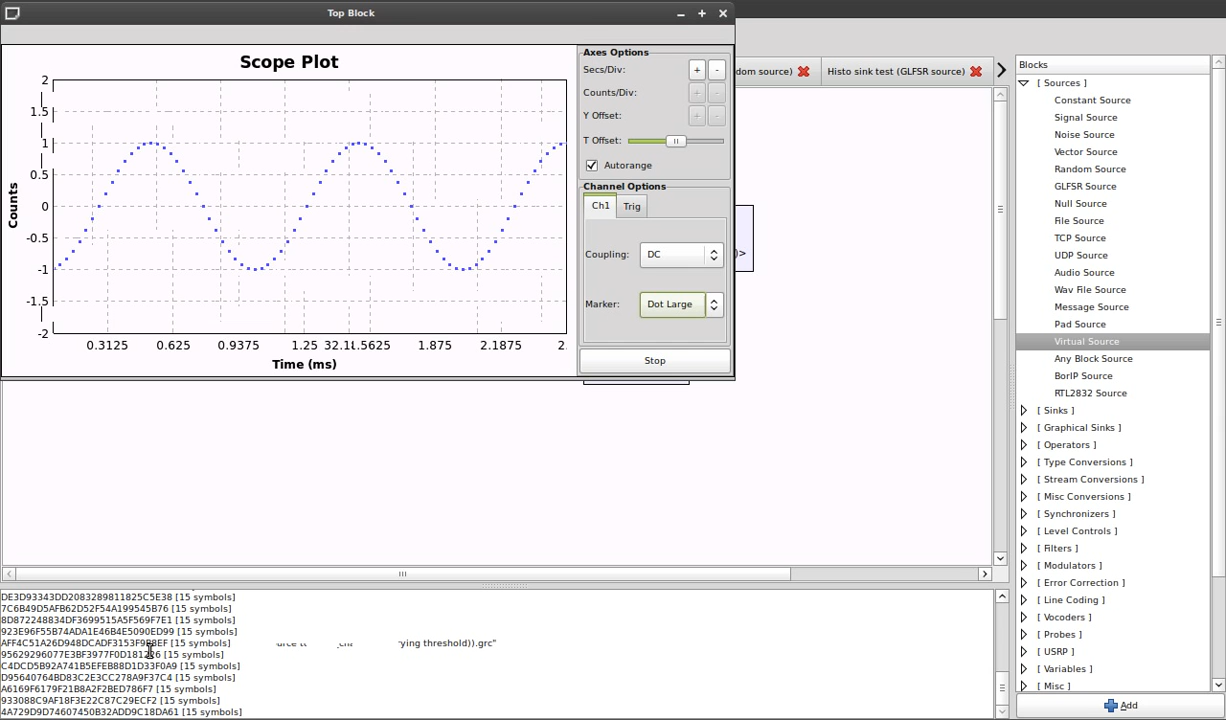 Top Block
Scope Plot
Counts
2
1.5
1
0.5
0
-0.5
-1
-1.5
-2
0.3125 0.625 0.9375 1.25 1.875 2.1875 2.
Time (ms)
Axes Options
Secs/Div: + -
Counts/Div: + -
Y Offset: + -
T Offset:
Autorange
Channel Options
Ch1 Trig
Coupling: DC
Marker: Dot Large
Stop
dom source) Histo sink test (GLFSR source)
)>
Blocks
[ Sources ]
Constant Source
Signal Source
Noise Source
Vector Source
Random Source
GLFSR Source
Null Source
File Source
TCP Source
UDP Source
Audio Source
Wav File Source
Message Source
Pad Source
Virtual Source
Any Block Source
BorIP Source
RTL2832 Source
[ Sinks ]
[ Graphical Sinks ]
[ Operators ]
[ Type Conversions ]
[ Stream Conversions ]
[ Misc Conversions ]
[ Synchronizers ]
[ Level Controls ]
[ Filters ]
[ Modulators ]
[ Error Correction ]
[ Line Coding ]
[ Vocoders ]
[ Probes ]
[ USRP ]
[ Variables ]
[ Misc ]
Add
DE3D93343DD2083289811825C5E38 [15 symbols]
7C6B49D5AFB62D52F54A199545B76 [15 symbols]
8D872248834DF3699515A5F569F7E1 [15 symbols]
923E96F55B74ADA1E46B4E5090ED99 [15 symbols]
[15 symbols] rying threshold)).grc"
[15 symbols]
C4DCD5B92A741B5EFEB88D1D33F0A9 [15 symbols]
D95640764BD83C2E3CC278A9F37C4 [15 symbols]
A6169F6179F21B8A2F2BED786F7 [15 symbols]
933088C9AF18F3E22C87C29ECF2 [15 symbols]
4A729D9D74607450B32ADD9C18DA61 [15 symbols]